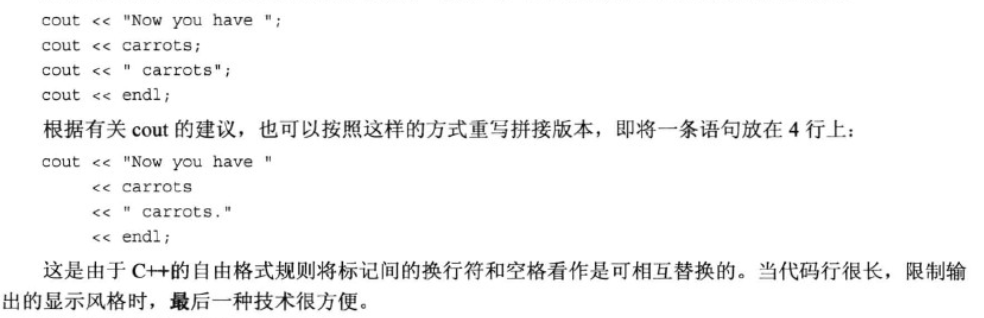 cout << "Now you have ";
cout << carrots;
cout << " carrots";
cout << endl;
根据有关 cout 的建议，也可以按照这样的方式重写拼接版本，即将一条语句放在 4 行上：
cout << "Now you have "
<< carrots
<< " carrots."
<< endl;
这是由于 C++的自由格式规则将标记间的换行符和空格看作是可相互替换的。当代码行很长，限制输
出的显示风格时，最后一种技术很方便。